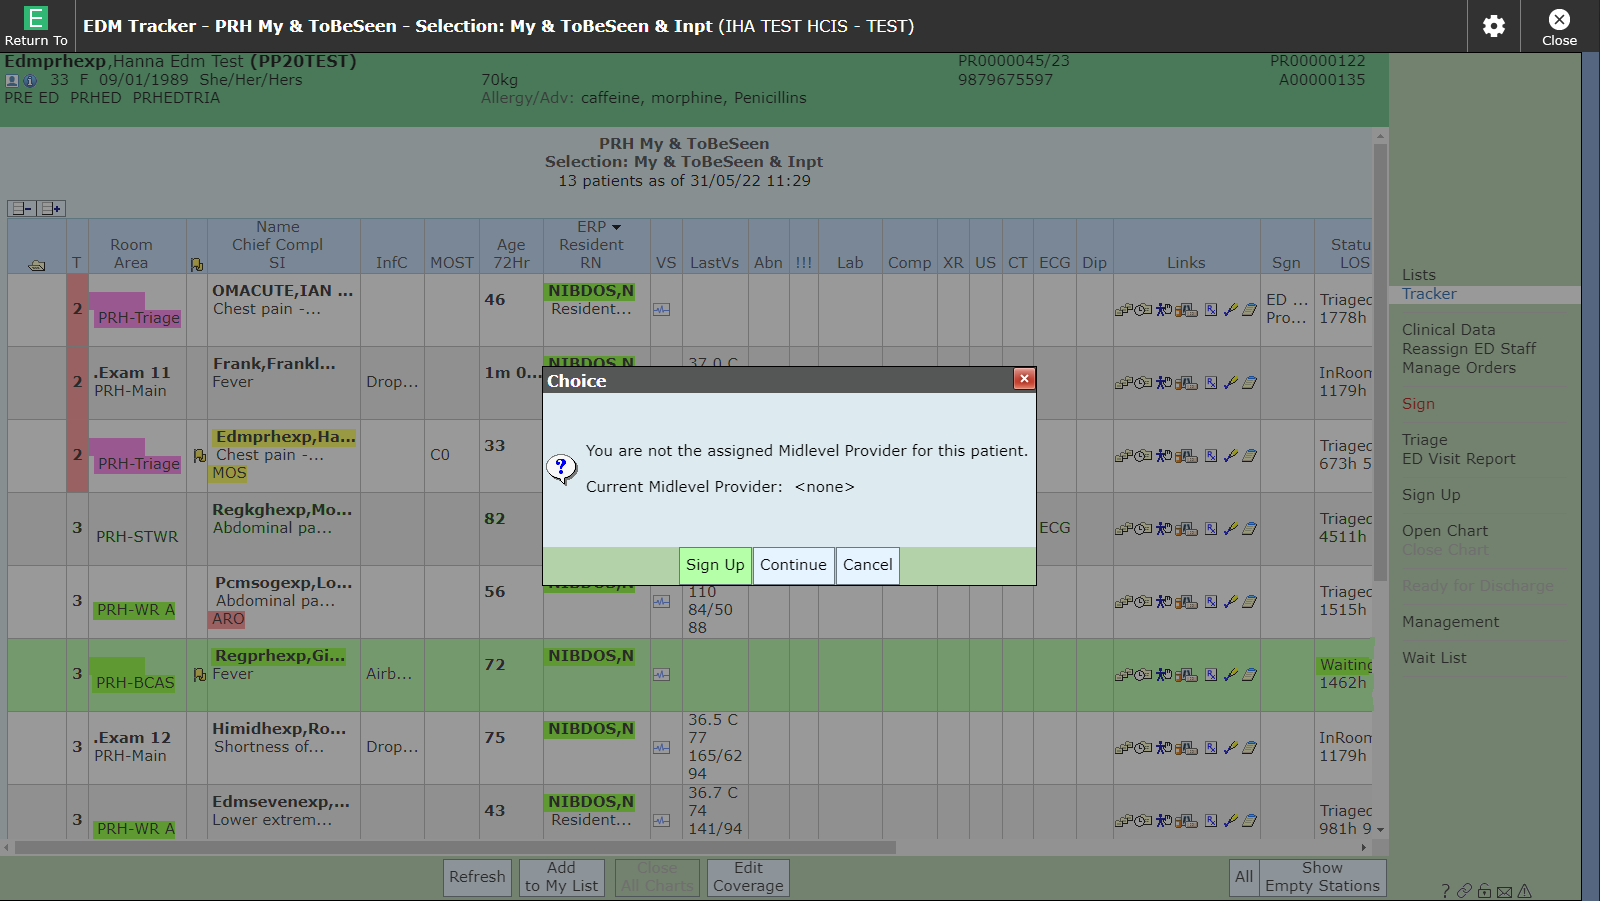 E
Return To
EDM Tracker - PRH My & ToBeSeen - Selection: My & ToBeSeen & Inpt (IHA TEST HCIS - TEST)
Close
Edmprhexp,Hanna Edm Test (PP20TEST)
PR0000045/23
PR00000122
33 F 09/01/1989 She/Her/Hers
70kg
9879675597
A00000135
PRE ED PRHED PRHEDTRIA
Allergy/Adv: caffeine, morphine, Penicillins
PRH My & ToBeSeen
Selection: My & ToBeSeen & Inpt
13 patients as of 31/05/22 11:29
T
Room
Area
Name
Chief Compl
SI
InfC
MOST
Age
72Hr
ERP
Resident
RN
VS
LastVs
Abn
!!!
Lab
Comp
XR
US
CT
ECG
Dip
Links
Sgn
Statu
LOS
2
PRH-Triage
OMACUTE,IAN ...
Chest pain -...
46
NIBDOS,N
Resident...
ED ...
Pro...
Triaged
1778h
2
.Exam 11
PRH-Main
Frank,Frankl...
Fever
Drop...
1m 0...
NIBDOS,N
37.0 C
InRoom
1179h
2
PRH-Triage
Edmprhexp,Ha...
Chest pain -...
MOS
C0
33
Triaged
673h 5
3
PRH-STWR
Regkghexp,Mo...
Abdominal pa...
82
ECG
Triaged
4511h
3
PRH-WR A
Pcmsogexp,Lo...
Abdominal pa...
ARO
56
NIBDOS,N
110
84/50
88
Triaged
1515h
3
PRH-BCAS
Regprhexp,Gi...
Fever
Airb...
72
NIBDOS,N
Waiting
1462h
3
.Exam 12
PRH-Main
Himidhexp,Ro...
Shortness of...
Drop...
75
NIBDOS,N
36.5 C
77
165/62
94
InRoom
1179h
3
PRH-WR A
Edmsevenexp,...
Lower extrem...
43
NIBDOS,N
Resident...
36.7 C
74
141/94
Triaged
981h 9
Choice
You are not the assigned Midlevel Provider for this patient.
Current Midlevel Provider: <none>
Sign Up
Continue
Cancel
Lists
Tracker
Clinical Data
Reassign ED Staff
Manage Orders
Sign
Triage
ED Visit Report
Sign Up
Open Chart
Close Chart
Ready for Discharge
Management
Wait List
Refresh
Add
to My List
Close
All Charts
Edit
Coverage
All
Show
Empty Stations